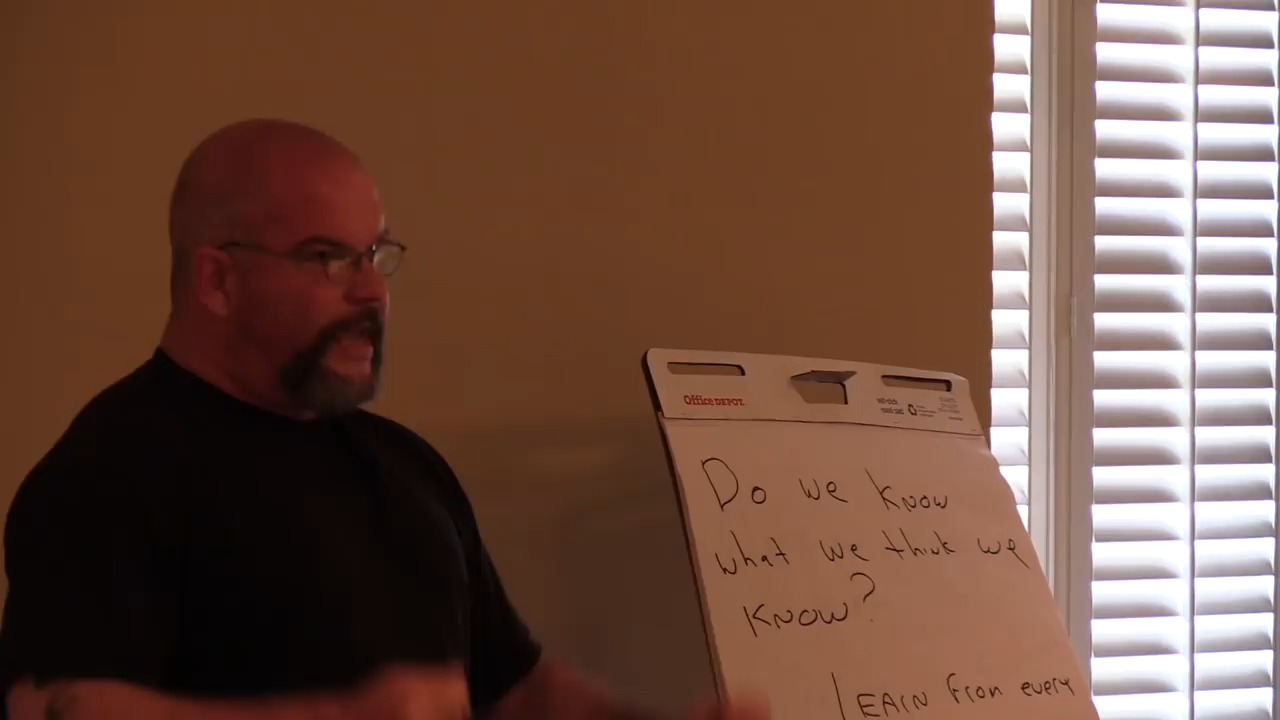 Office DEPOT
Do we know
what we think we
know?
LEARN from every